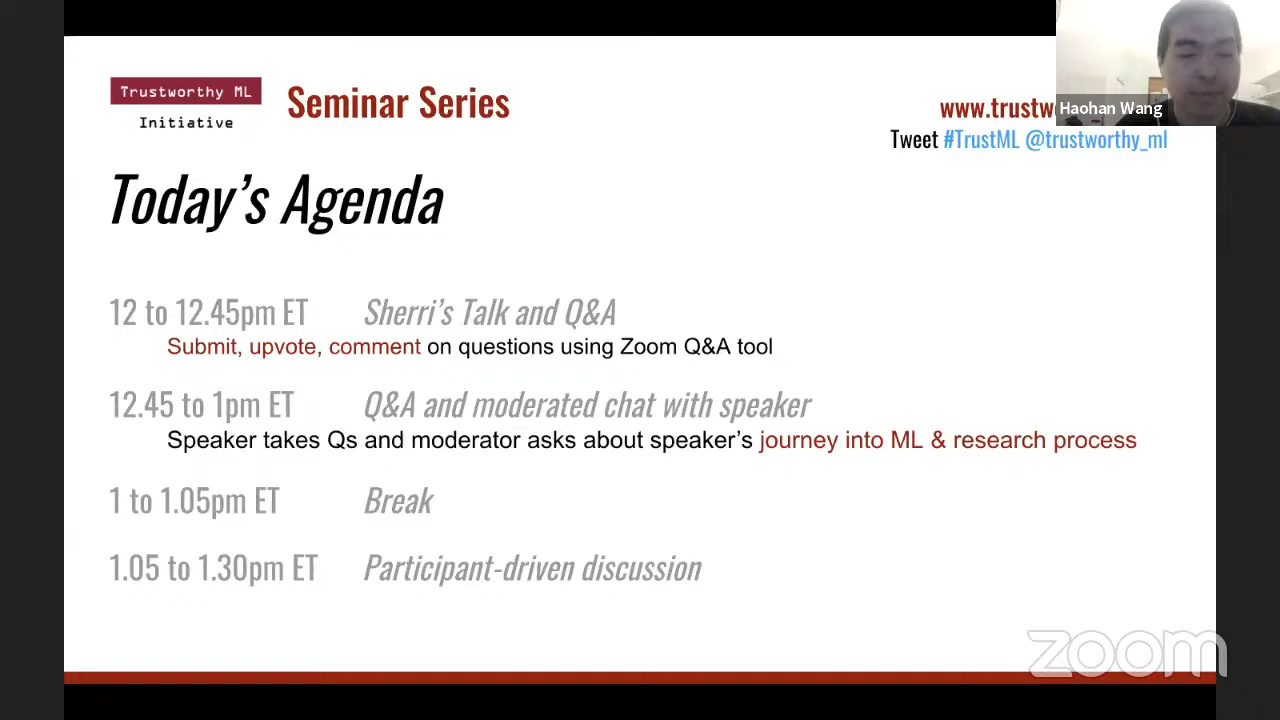 Trustworthy ML
Initiative
Seminar Series
www.trustw
Haohan Wang
Tweet #TrustML @trustworthy_ml
Today's Agenda
12 to 12.45pm ET Sherri's Talk and Q&A
Submit, upvote, comment on questions using Zoom Q&A tool
12.45 to 1pm ET Q&A and moderated chat with speaker
Speaker takes Qs and moderator asks about speaker's journey into ML & research process
1 to 1.05pm ET Break
1.05 to 1.30pm ET Participant-driven discussion
zoom